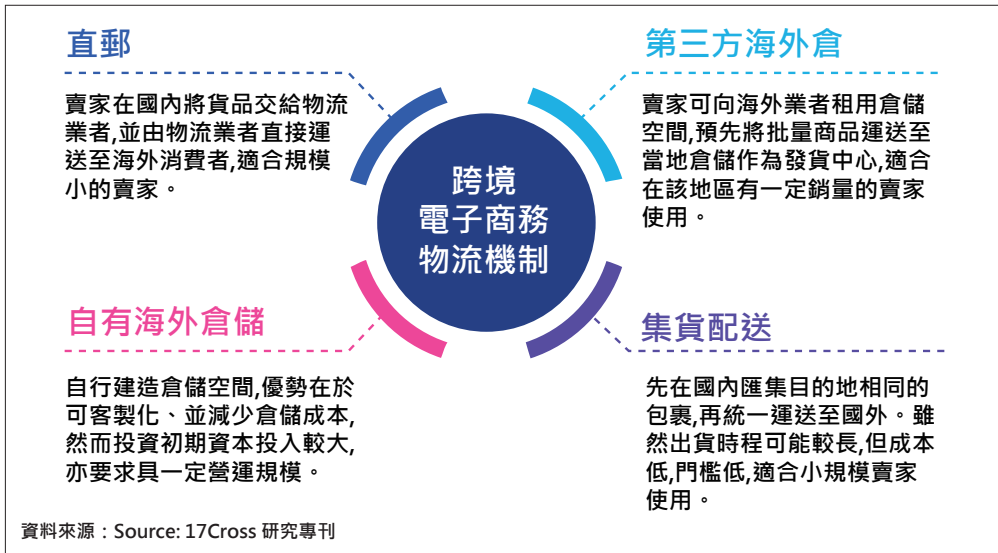 直郵
賣家在國內將貨品交給物流
業者,並由物流業者直接運
送至海外消費者,適合規模
小的賣家。
第三方海外倉
賣家可向海外業者租用倉儲
空間,預先將批量商品運送至
當地倉儲作為發貨中心,適合
在該地區有一定銷量的賣家
使用。
跨境
電子商務
物流機制
自有海外倉儲
自行建造倉儲空間,優勢在於
可客製化、並減少倉儲成本,
然而投資初期資本投入較大,
亦要求具一定營運規模。
集貨配送
先在國內匯集目的地相同的
包裹,再統一運送至國外。雖
然出貨時程可能較長,但成本
低,門檻低,適合小規模賣家
使用。
資料來源：Source: 17Cross 研究專刊